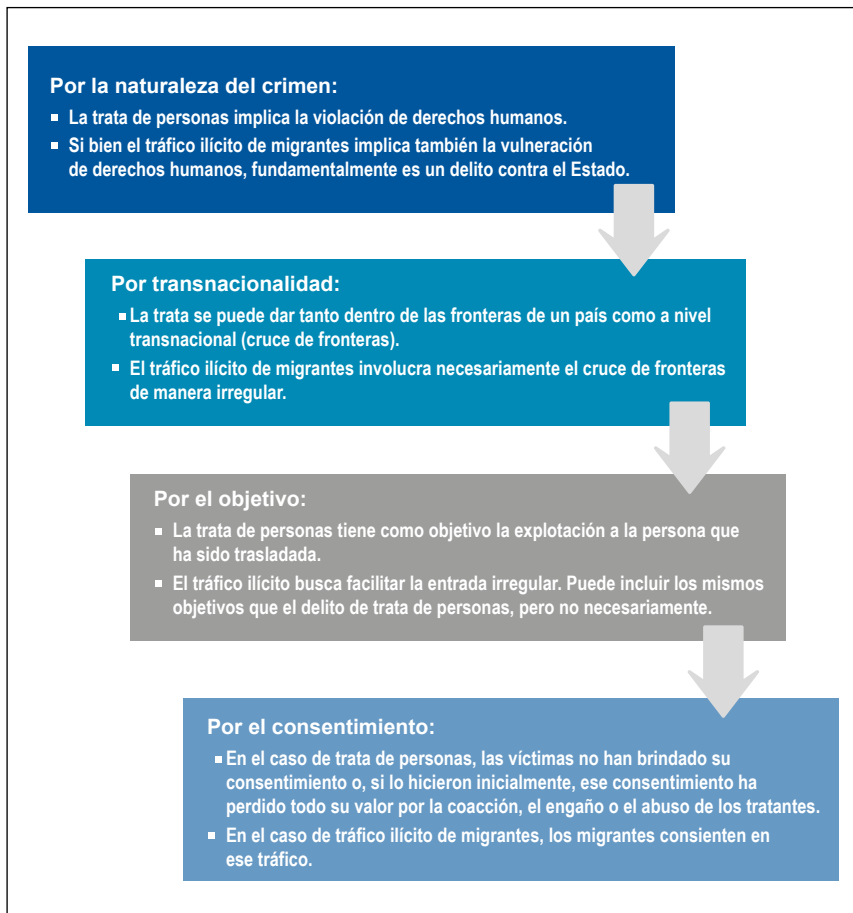 Por la naturaleza del crimen:
▪ La trata de personas implica la violación de derechos humanos.
▪ Si bien el tráfico ilícito de migrantes implica también la vulneración
de derechos humanos, fundamentalmente es un delito contra el Estado.
Por transnacionalidad:
▪ La trata se puede dar tanto dentro de las fronteras de un país como a nivel
transnacional (cruce de fronteras).
▪ El tráfico ilícito de migrantes involucra necesariamente el cruce de fronteras
de manera irregular.
Por el objetivo:
▪ La trata de personas tiene como objetivo la explotación a la persona que
ha sido trasladada.
▪ El tráfico ilícito busca facilitar la entrada irregular. Puede incluir los mismos
objetivos que el delito de trata de personas, pero no necesariamente.
Por el consentimiento:
▪ En el caso de trata de personas, las víctimas no han brindado su
consentimiento o, si lo hicieron inicialmente, ese consentimiento ha
perdido todo su valor por la coacción, el engaño o el abuso de los tratantes.
▪ En el caso de tráfico ilícito de migrantes, los migrantes consienten en
ese tráfico.